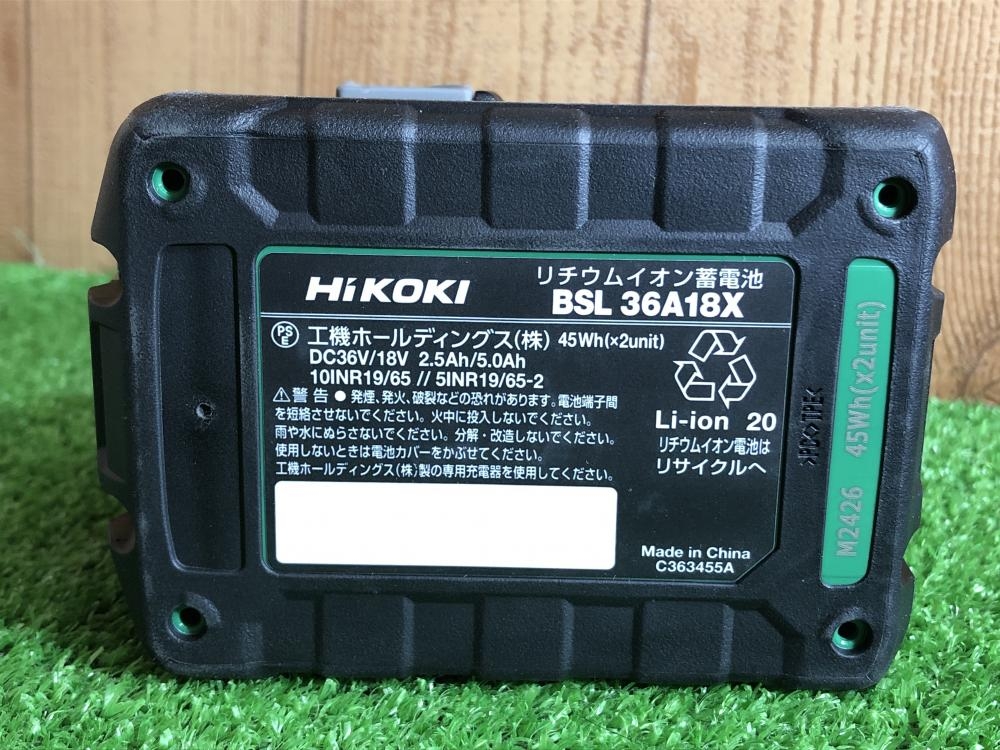 HiKOKI
リチウムイオン蓄電池
BSL 36A18X
PS E 工機ホールディングス(株) 45Wh(×2unit)
DC36V/18V 2.5Ah/5.0Ah
10INR19/65 // 5INR19/65-2
⚠警告 ● 発煙、発火、破裂などの恐れがあります。電池端子間
を短絡させないでください。火中に投入しないでください。
雨や水にぬらさないでください。分解・改造しないでください。
使用しないときは電池カバーをかぶせてください。
工機ホールディングス(株)製の専用充電器を使用してください。
Li-ion 20
リチウムイオン電池は
リサイクルへ
Made in China
C363455A
M2426 45Wh(x2unit)